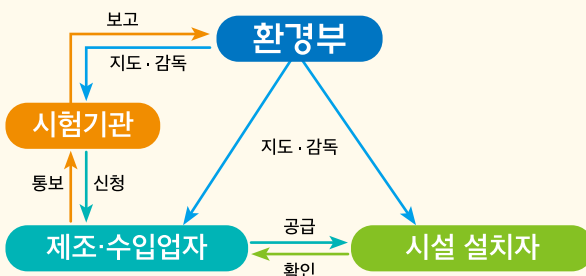 보고
환경부
지도 · 감독
시험기관
지도 · 감독
통보
신청
제조·수입업자
공급
시설 설치자
확인